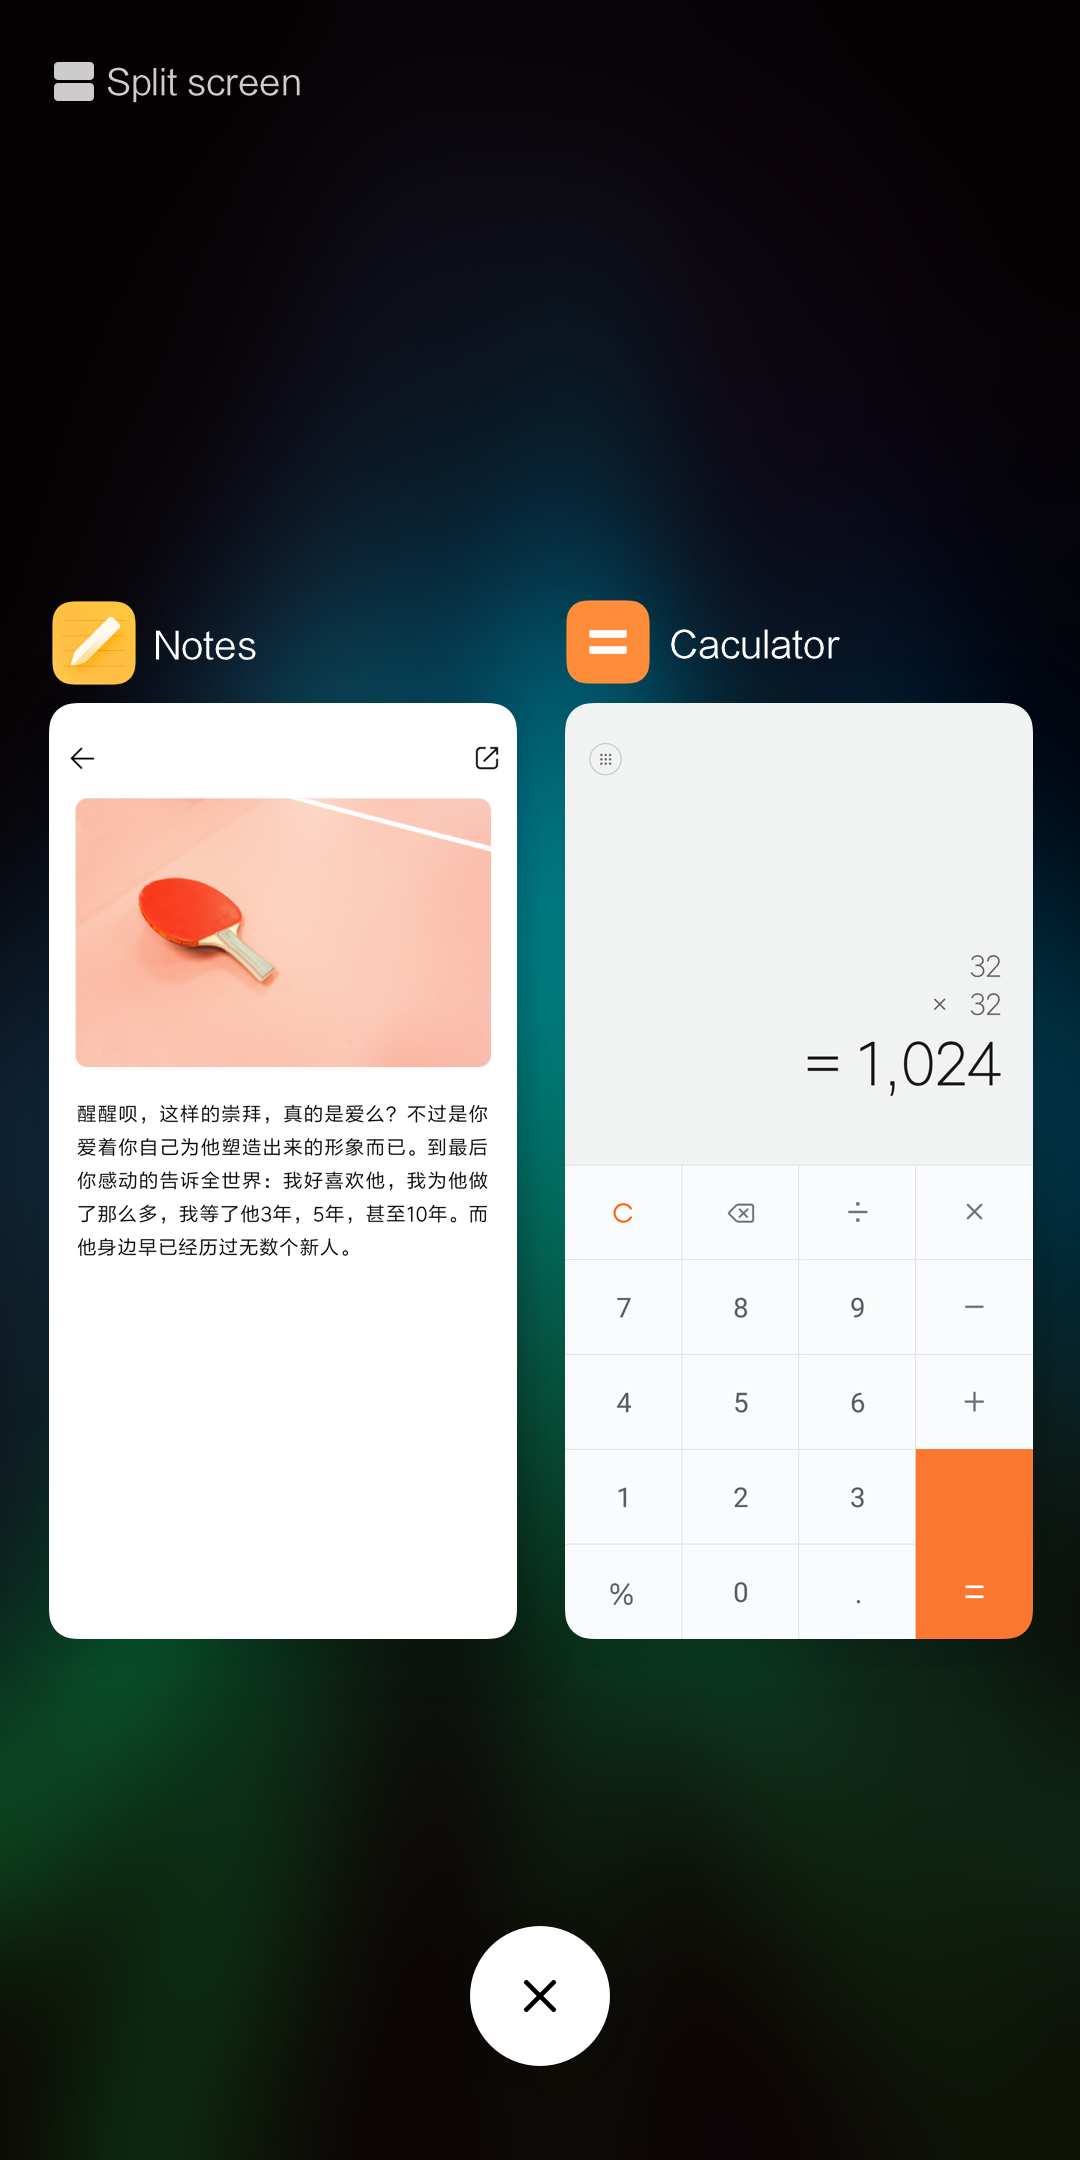 Split screen
Notes
醒醒呗，这样的崇拜，真的是爱么？不过是你
爱着你自己为他塑造出来的形象而已。到最后
你感动的告诉全世界：我好喜欢他，我为他做
了那么多，我等了他3年，5年，甚至10年。而
他身边早已经历过无数个新人。
Caculator
32
× 32
= 1,024
C ÷ ×
7 8 9 −
4 5 6 +
1 2 3
% 0 . =